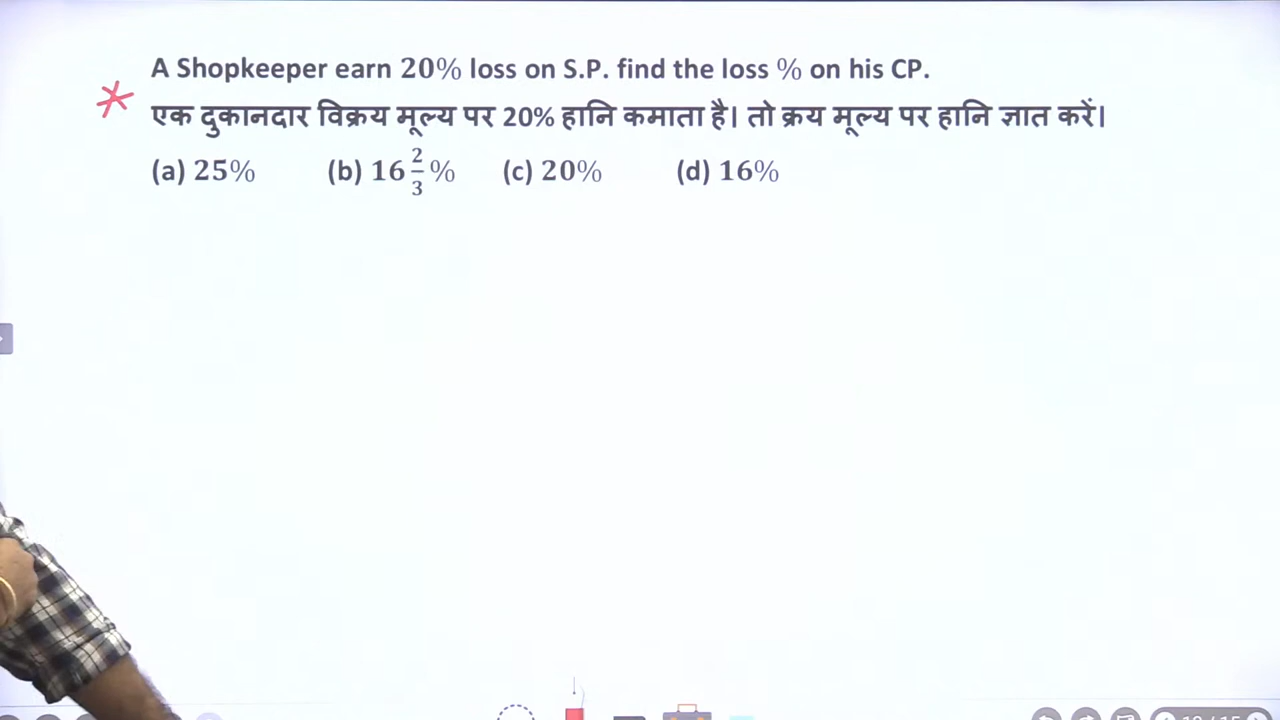 A Shopkeeper earn 20% loss on S.P. find the loss % on his CP.
एक दुकानदार विक्रय मूल्य पर 20% हानि कमाता है। तो क्रय मूल्य पर हानि ज्ञात करें।
(a) 25% (b) 16 2/3 % (c) 20% (d) 16%